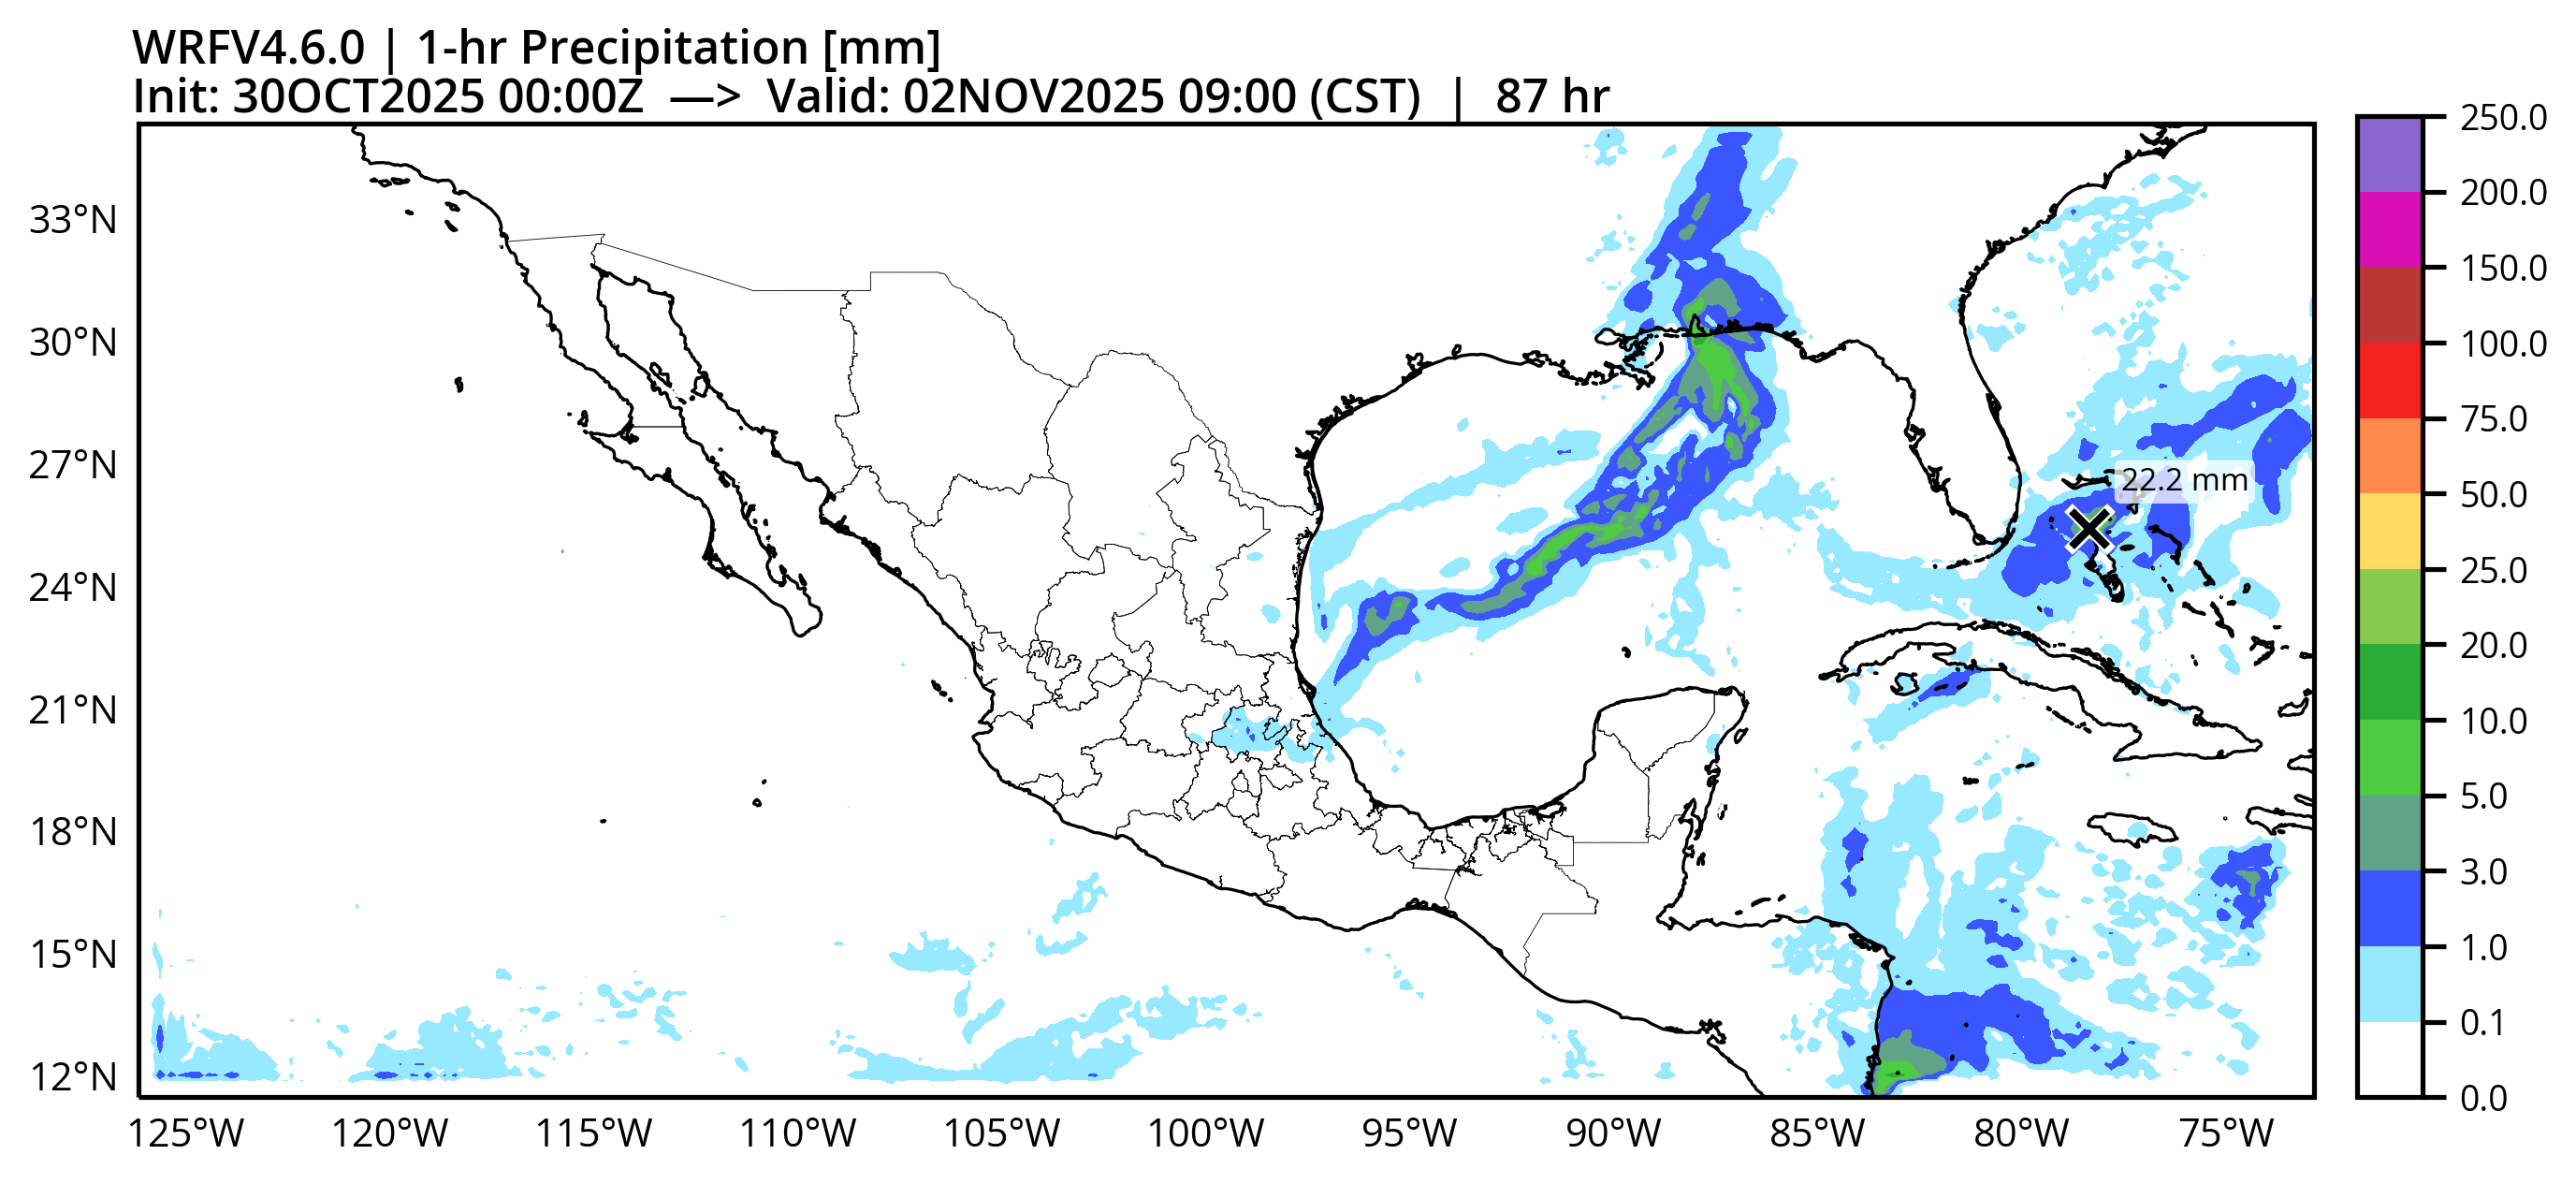 WRFV4.6.0 | 1-hr Precipitation [mm]
Init: 30OCT2025 00:00Z —> Valid: 02NOV2025 09:00 (CST) | 87 hr
250.0
200.0
150.0
100.0
75.0
50.0
25.0
20.0
10.0
5.0
3.0
1.0
0.1
0.0
33°N
30°N
27°N
24°N
21°N
18°N
15°N
12°N
22.2 mm
125°W 120°W 115°W 110°W 105°W 100°W 95°W 90°W 85°W 80°W 75°W